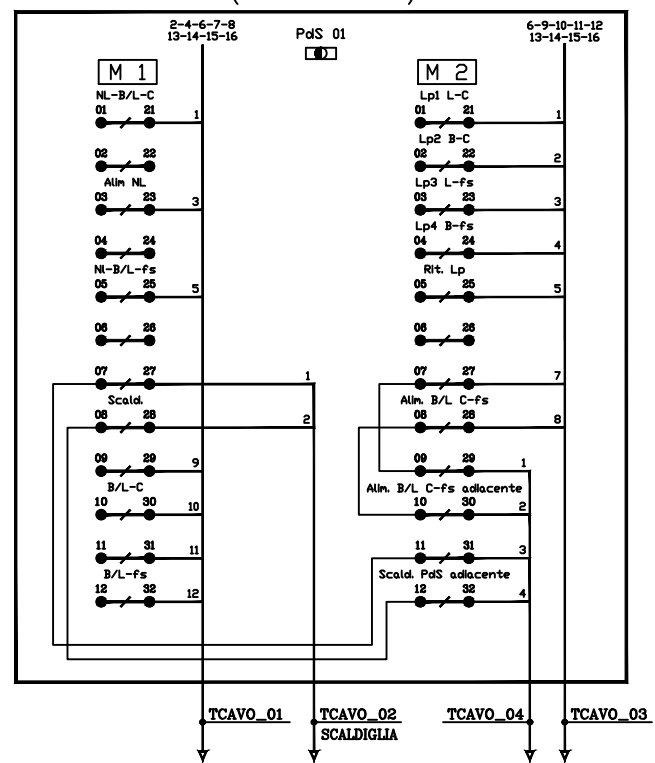 2-4-6-7-8
13-14-15-16
PdS 01
6-9-10-11-12
13-14-15-16
M 1
NL-B/L-C
01 21 1
02 22
Alim NL
03 23 3
04 24
Nl-B/L-fs
05 25 5
06 26
07 27 1
Scald.
08 28 2
09 29 9
B/L-C
10 30 10
11 31 11
B/L-fs
12 32 12
M 2
Lp1 L-C
01 21 1
Lp2 B-C
02 22 2
Lp3 L-fs
03 23 3
Lp4 B-fs
04 24 4
Rit. Lp
05 25 5
06 26
07 27 7
Alim. B/L C-fs
08 28 8
09 29 1
Alim. B/L C-fs adiacente
10 30 2
11 31 3
Scald. PdS adiacente
12 32 4
TCAVO_01
TCAVO_02
SCALDIGLIA
TCAVO_04
TCAVO_03